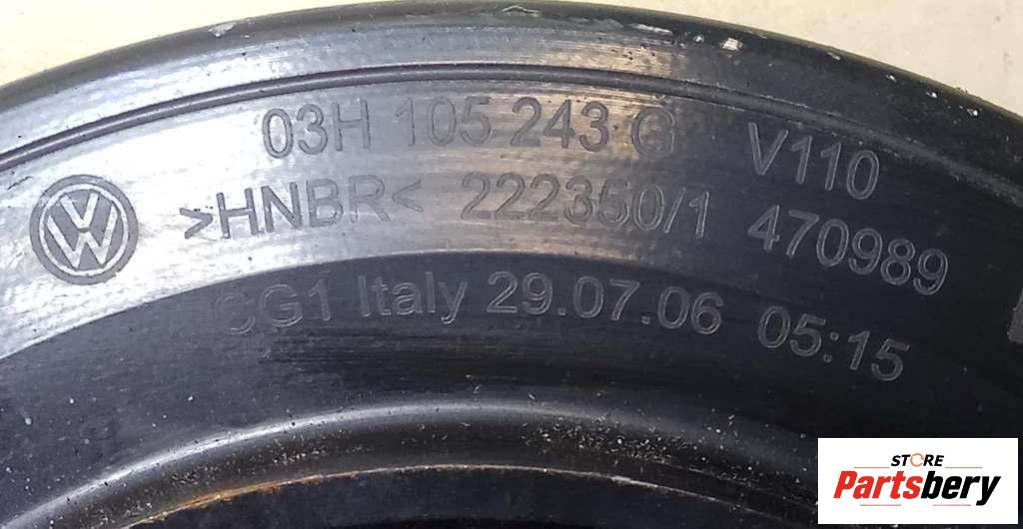 03H 105 243 G V110
>HNBR< 222350/1 470989
CG1 Italy 29.07.06 05:15
STORE
Partsbery